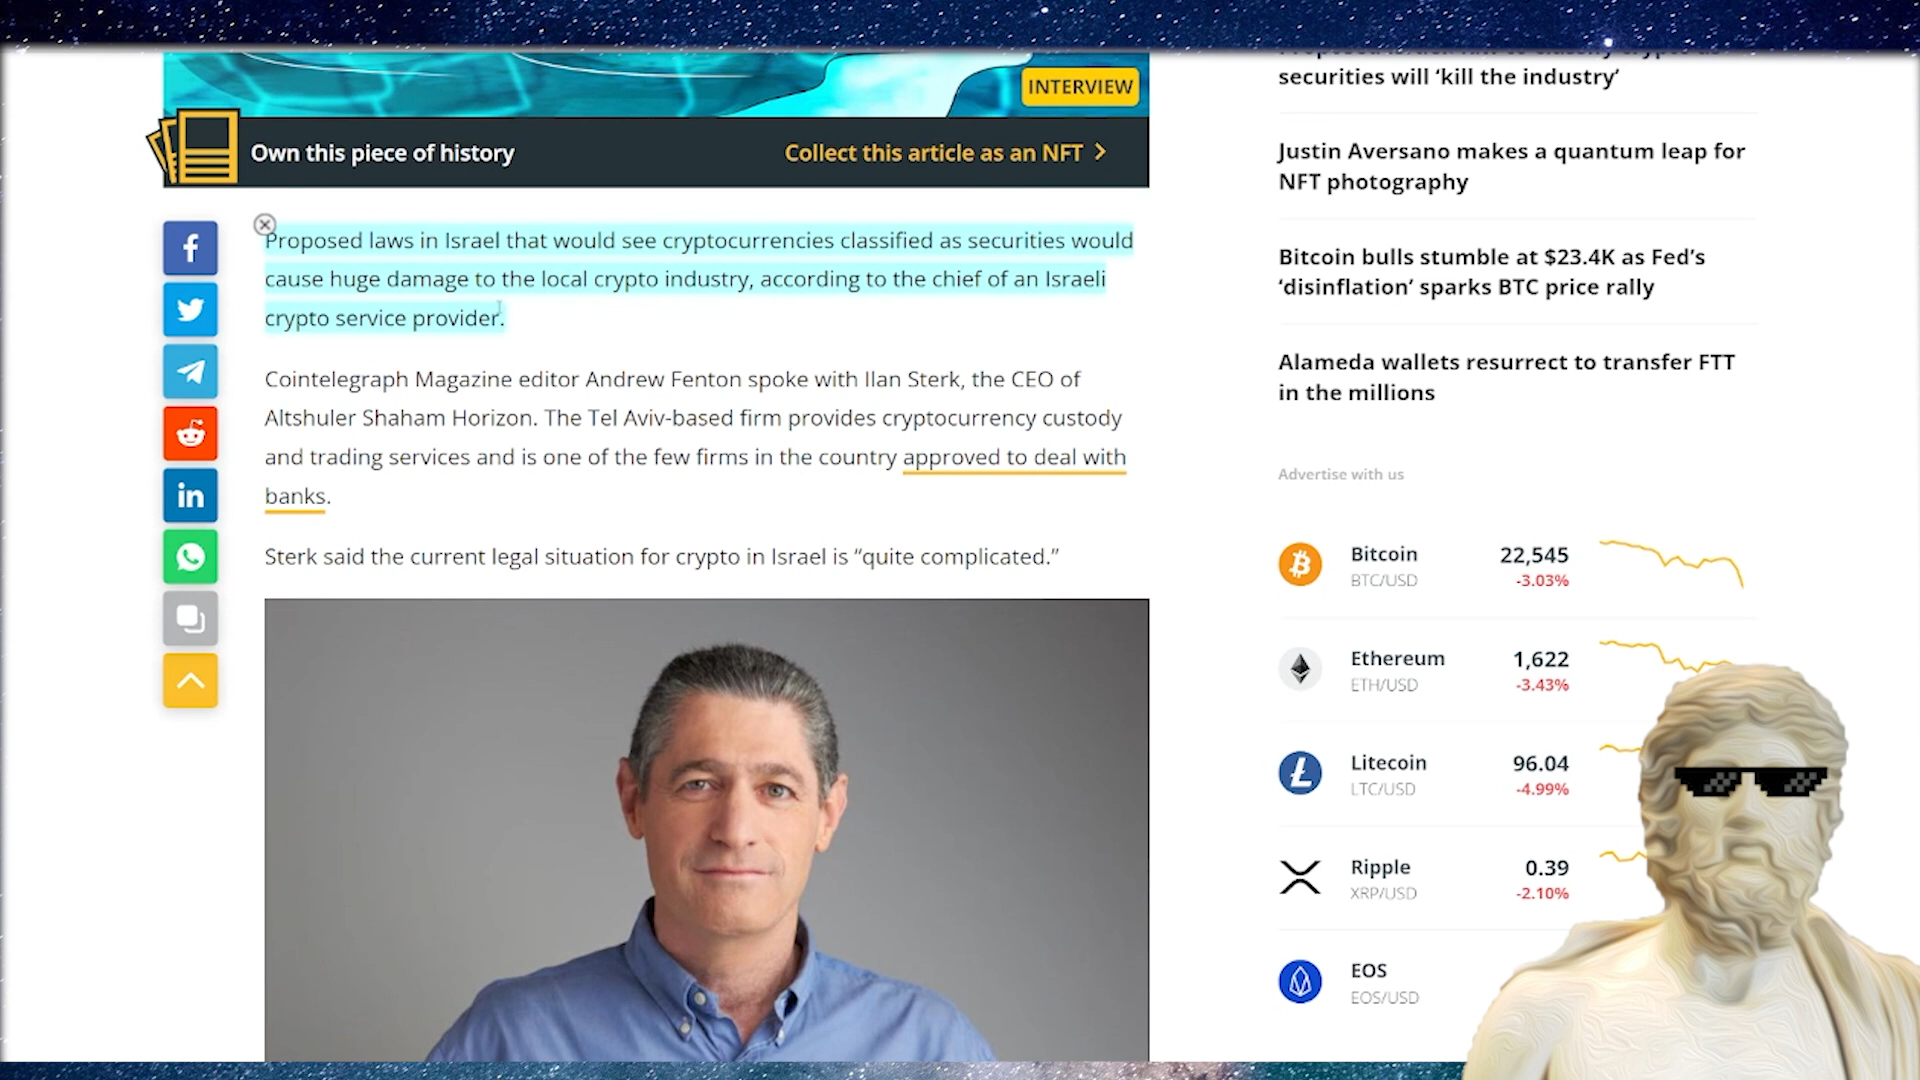 INTERVIEW
Own this piece of history
Collect this article as an NFT
Proposed laws in Israel that would see cryptocurrencies classified as securities would
cause huge damage to the local crypto industry, according to the chief of an Israeli
crypto service provider.
Cointelegraph Magazine editor Andrew Fenton spoke with Ilan Sterk, the CEO of
Altshuler Shaham Horizon. The Tel Aviv-based firm provides cryptocurrency custody
and trading services and is one of the few firms in the country approved to deal with
banks.
Sterk said the current legal situation for crypto in Israel is “quite complicated.”
securities will ‘kill the industry’
Justin Aversano makes a quantum leap for
NFT photography
Bitcoin bulls stumble at $23.4K as Fed’s
‘disinflation’ sparks BTC price rally
Alameda wallets resurrect to transfer FTT
in the millions
Advertise with us
Bitcoin 22,545
BTC/USD -3.03%
Ethereum 1,622
ETH/USD -3.43%
Litecoin 96.04
LTC/USD -4.99%
Ripple 0.39
XRP/USD -2.10%
EOS
EOS/USD